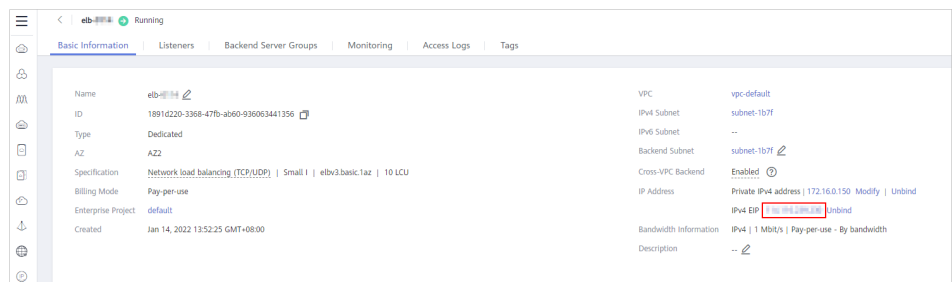 elb- Running
Basic Information Listeners Backend Server Groups Monitoring Access Logs Tags
Name elb-
ID 1891d220-3368-47fb-ab60-936063441356
Type Dedicated
AZ AZ2
Specification Network load balancing (TCP/UDP) | Small I | elbv3.basic.1az | 10 LCU
Billing Mode Pay-per-use
Enterprise Project default
Created Jan 14, 2022 13:52:25 GMT+08:00
VPC vpc-default
IPv4 Subnet subnet-1b7f
IPv6 Subnet --
Backend Subnet subnet-1b7f
Cross-VPC Backend Enabled
IP Address Private IPv4 address | 172.16.0.150 Modify | Unbind
IPv4 EIP Unbind
Bandwidth Information IPv4 | 1 Mbit/s | Pay-per-use - By bandwidth
Description --